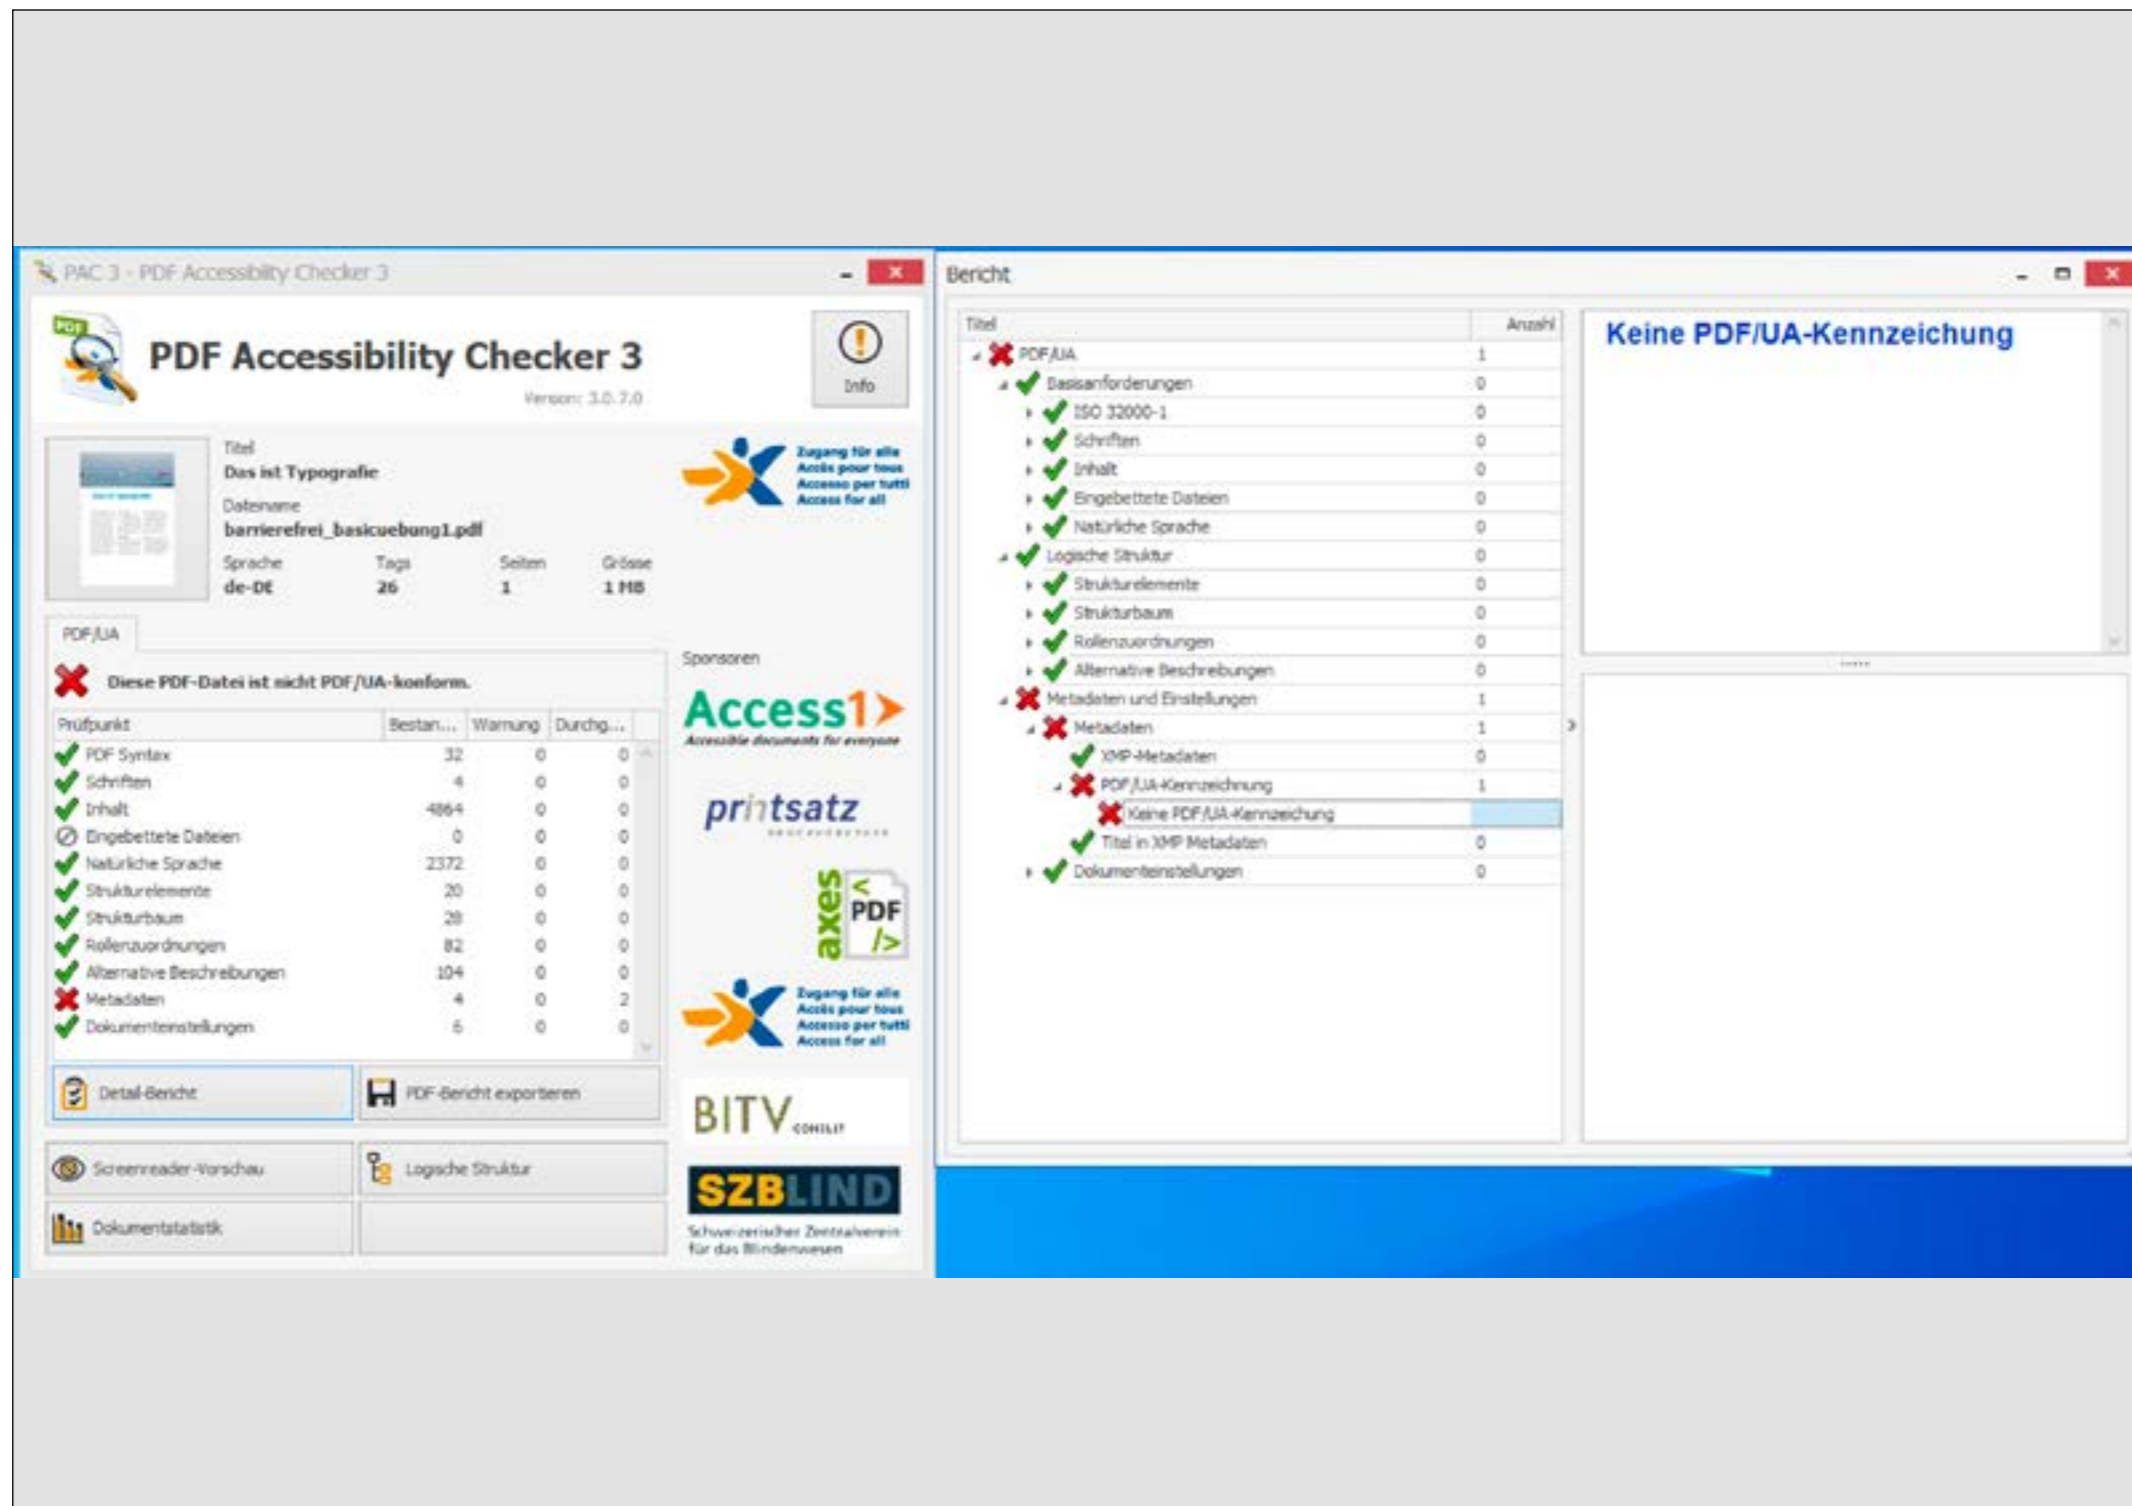 PAC 3 - PDF Accessiblity Checker 3
PDF
PDF Accessibility Checker 3
Version: 3.0.7.0
Info
Titel
Das ist Typografie
Dateiname
barrierefrei_basicuebung1.pdf
Sprache Tags Seiten Grösse
de-DE 26 1 1 MB
Zugang für alle
Accès pour tous
Accesso per tutti
Access for all
PDF/UA
Diese PDF-Datei ist nicht PDF/UA-konform.
Prüfpunkt Bestan... Warnung Durchg...
PDF Syntax 32 0 0
Schriften 4 0 0
Inhalt 4864 0 0
Eingebettete Dateien 0 0 0
Natürliche Sprache 2372 0 0
Strukturelemente 20 0 0
Strukturbaum 28 0 0
Rollenzuordnungen 82 0 0
Alternative Beschreibungen 104 0 0
Metadaten 4 0 2
Dokumenteinstellungen 6 0 0
Detail-Bericht
PDF-Bericht exportieren
Screenreader-Vorschau
Logische Struktur
Dokumentstatistik
Sponsoren
Access1
Accessible documents for everyone
printsatz
axes
< PDF />
Zugang für alle
Accès pour tous
Accesso per tutti
Access for all
BITV
CONSULT
SZBLIND
Schweizerischer Zentralverein
für das Blindenwesen
Bericht
Titel Anzahl
PDF/UA 1
Basisanforderungen 0
ISO 32000-1 0
Schriften 0
Inhalt 0
Eingebettete Dateien 0
Natürliche Sprache 0
Logische Struktur 0
Strukturelemente 0
Strukturbaum 0
Rollenzuordnungen 0
Alternative Beschreibungen 0
Metadaten und Einstellungen 1
Metadaten 1
XMP-Metadaten 0
PDF/UA-Kennzeichnung 1
Keine PDF/UA-Kennzeichung
Titel in XMP Metadaten 0
Dokumenteinstellungen 0
Keine PDF/UA-Kennzeichung